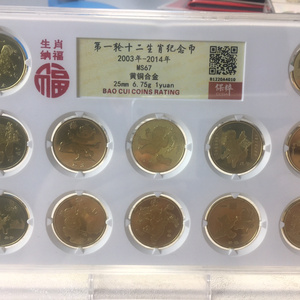 生肖
纳福
福
第一轮十二生肖纪念币
2003年-2014年
MS67
黄铜合金
25mm 6.75g 1yuan
BAO CUI COINS RATING
保粹